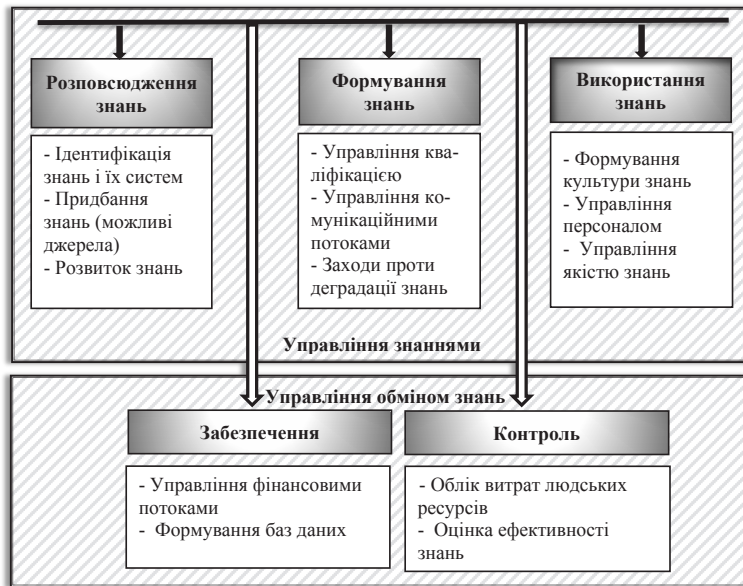 Розповсюдження
знань
- Ідентифікація
знань і їх систем
- Придбання
знань (можливі
джерела)
- Розвиток знань
Формування
знань
- Управління ква-
ліфікацією
- Управління ко-
мунікаційними
потоками
- Заходи проти
деградації знань
Використання
знань
- Формування
культури знань
- Управління
персоналом
- Управління
якістю знань
Управління знаннями
Управління обміном знань
Забезпечення
- Управління фінансовими
потоками
- Формування баз даних
Контроль
- Облік витрат людських
ресурсів
- Оцінка ефективності
знань